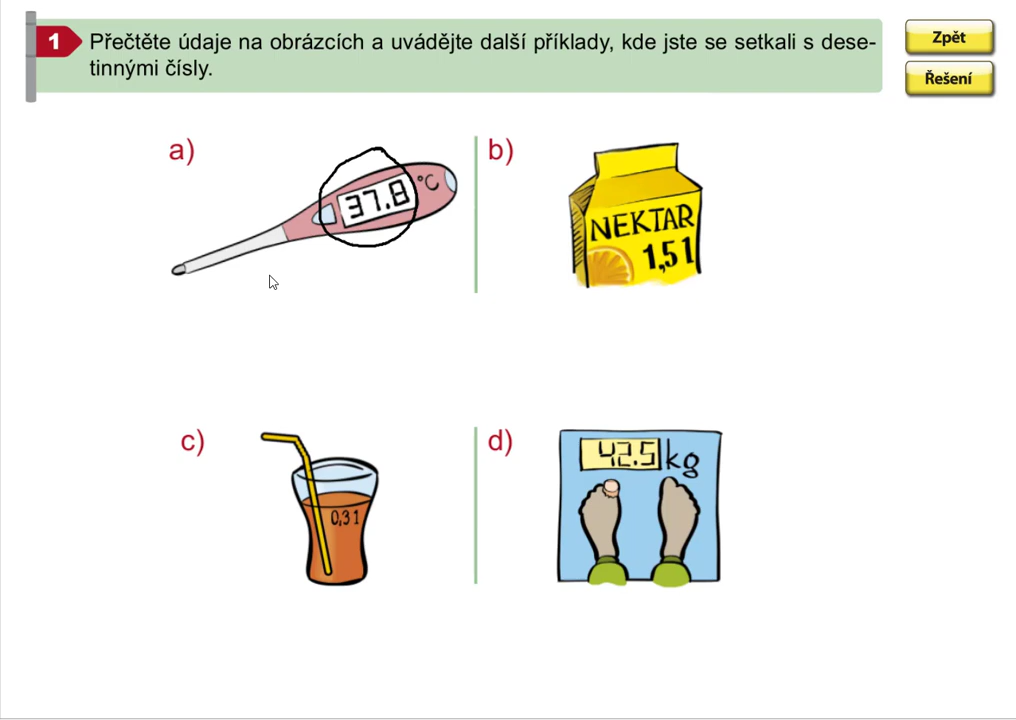 1 Přečtěte údaje na obrázcích a uvádějte další příklady, kde jste se setkali s dese-
tinnými čísly.
Zpět
Řešení
a)
37.8 °C
b)
NEKTAR
1,5 l
c)
0,3 l
d)
42.5 kg